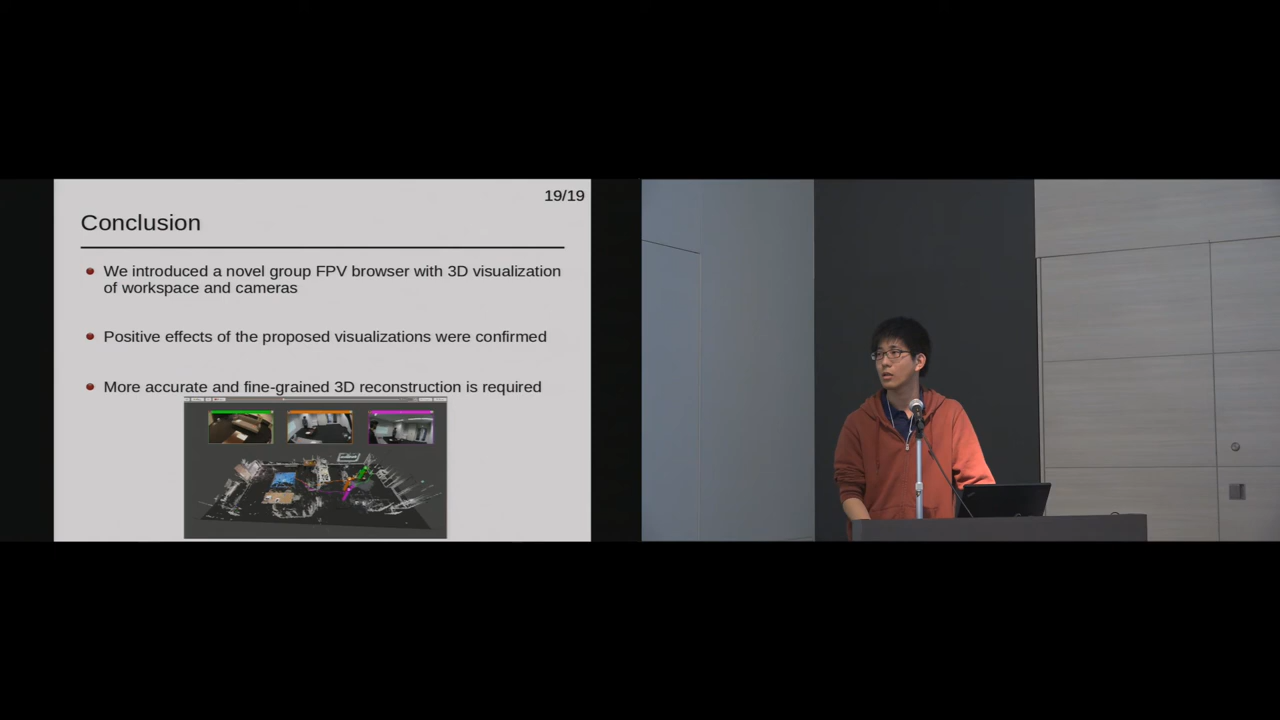 19/19
Conclusion
We introduced a novel group FPV browser with 3D visualization
of workspace and cameras
Positive effects of the proposed visualizations were confirmed
More accurate and fine-grained 3D reconstruction is required